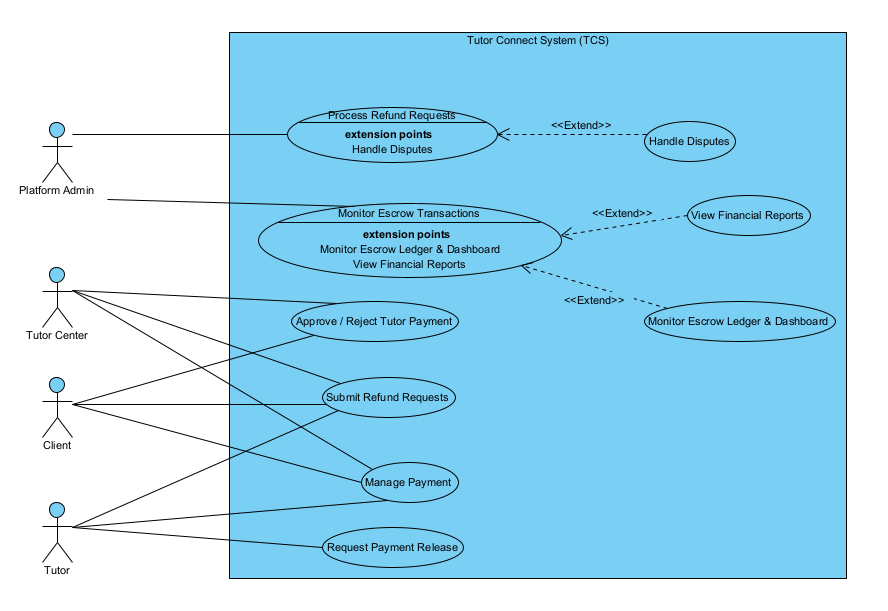 Tutor Connect System (TCS)
Process Refund Requests
extension points
Handle Disputes
<<Extend>>
Handle Disputes
Platform Admin
Monitor Escrow Transactions
extension points
Monitor Escrow Ledger & Dashboard
View Financial Reports
<<Extend>>
View Financial Reports
<<Extend>>
Monitor Escrow Ledger & Dashboard
Tutor Center
Approve / Reject Tutor Payment
Client
Submit Refund Requests
Manage Payment
Tutor
Request Payment Release